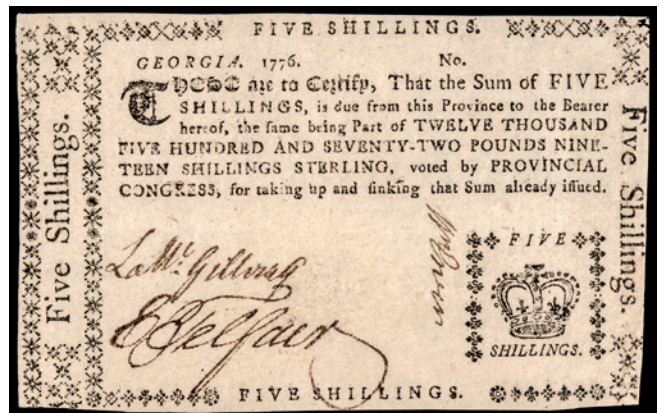 FIVE SHILLINGS.
GEORGIA. 1776. No.
These are to Certify, That the Sum of FIVE
SHILLINGS, is due from this Province to the Bearer
hereof, the ſame being Part of TWELVE THOUSAND
FIVE HUNDRED AND SEVENTY-TWO POUNDS NINE-
TEEN SHILLINGS STERLING, voted by PROVINCIAL
CONGRESS, for taking up and ſinking that Sum already iſſued.
Five Shillings.
Five Shillings.
E Telfair
FIVE
SHILLINGS.
FIVE SHILLINGS.